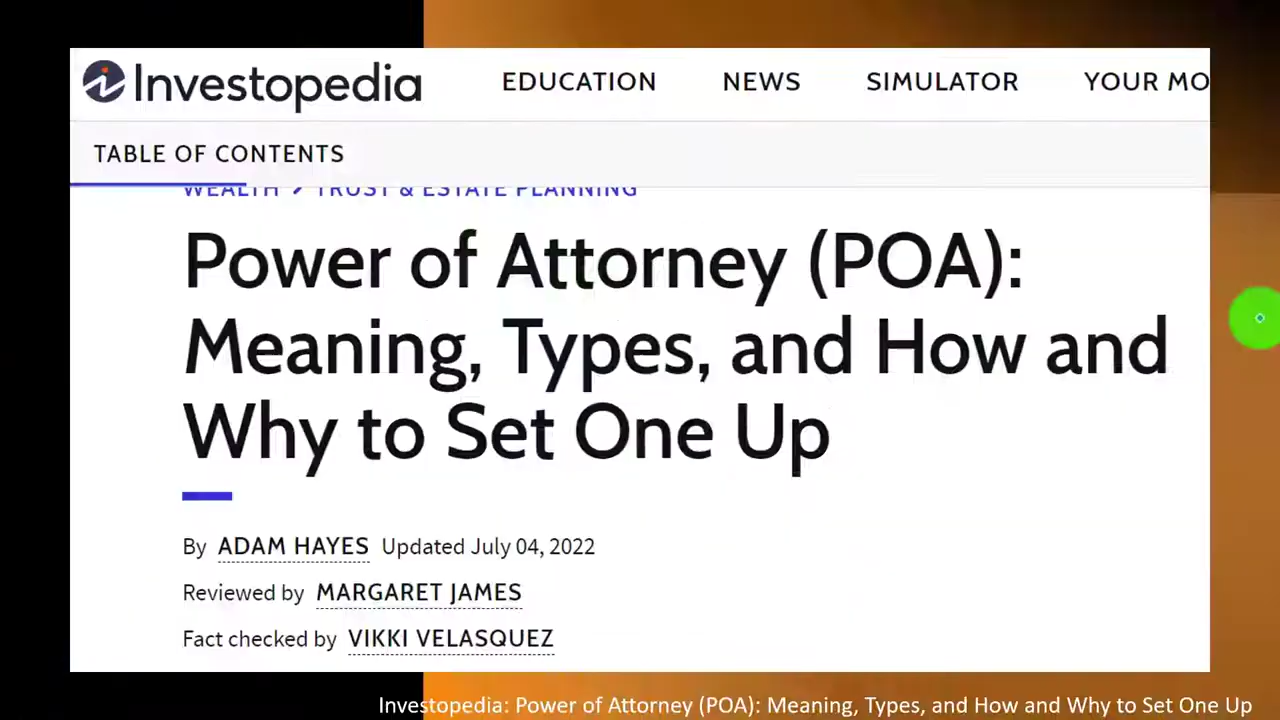 Investopedia EDUCATION NEWS SIMULATOR YOUR MO
TABLE OF CONTENTS
WEALTH > TRUST & ESTATE PLANNING
Power of Attorney (POA):
Meaning, Types, and How and
Why to Set One Up
By ADAM HAYES Updated July 04, 2022
Reviewed by MARGARET JAMES
Fact checked by VIKKI VELASQUEZ
Investopedia: Power of Attorney (POA): Meaning, Types, and How and Why to Set One Up